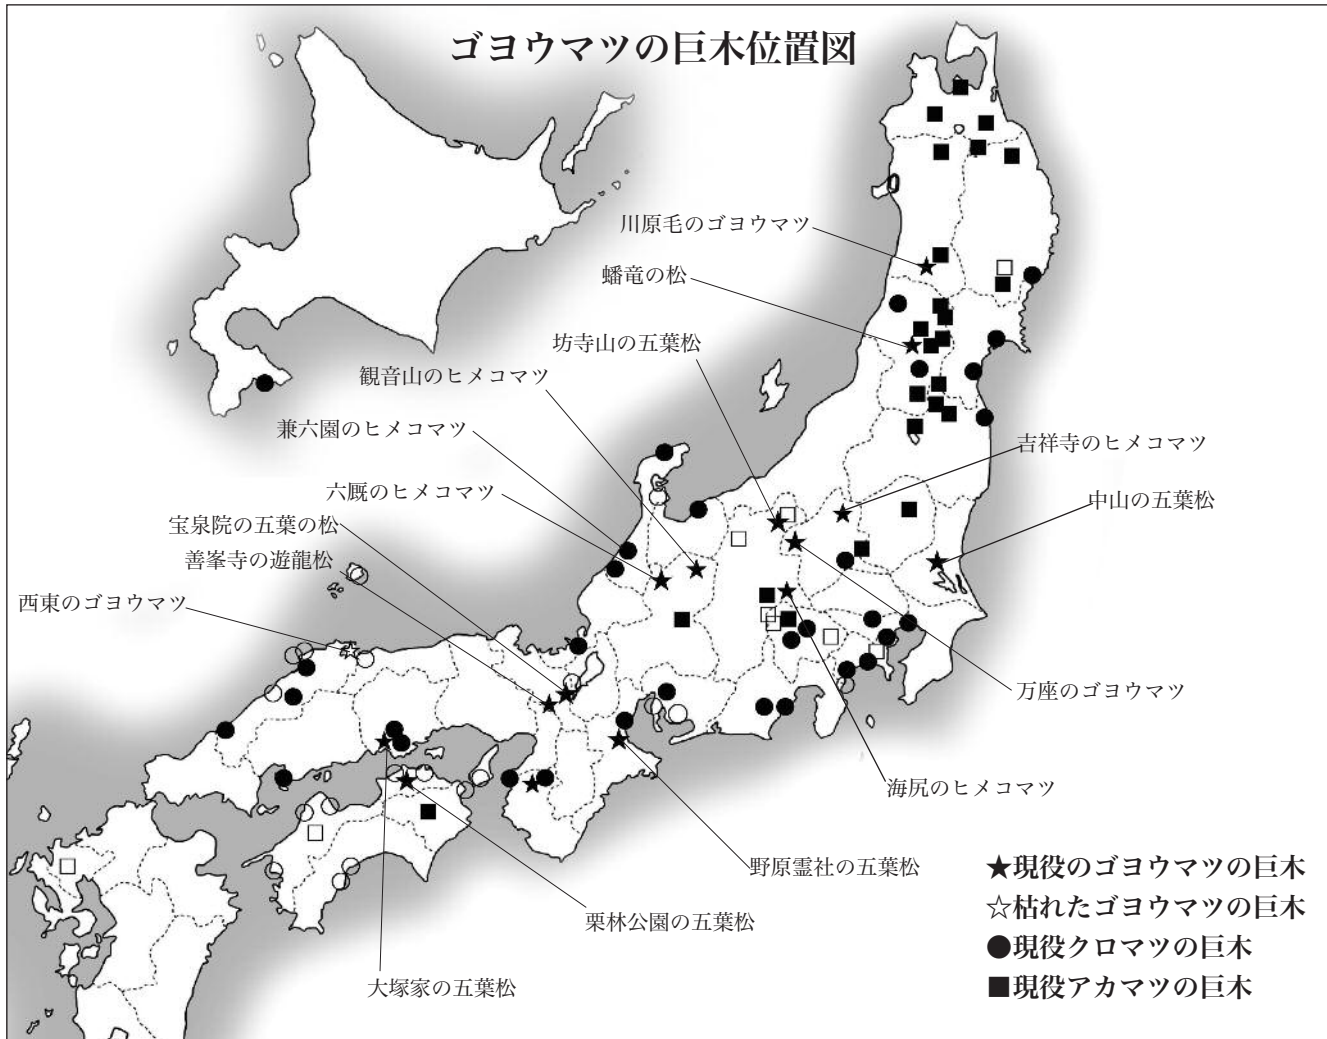 ゴヨウマツの巨木位置図
川原毛のゴヨウマツ
蟠竜の松
坊寺山の五葉松
観音山のヒメコマツ
兼六園のヒメコマツ
六厩のヒメコマツ
宝泉院の五葉の松
善峯寺の遊龍松
西東のゴヨウマツ
吉祥寺のヒメコマツ
中山の五葉松
万座のゴヨウマツ
海尻のヒメコマツ
野原霊社の五葉松
栗林公園の五葉松
大塚家の五葉松
★現役のゴヨウマツの巨木
☆枯れたゴヨウマツの巨木
●現役クロマツの巨木
■現役アカマツの巨木